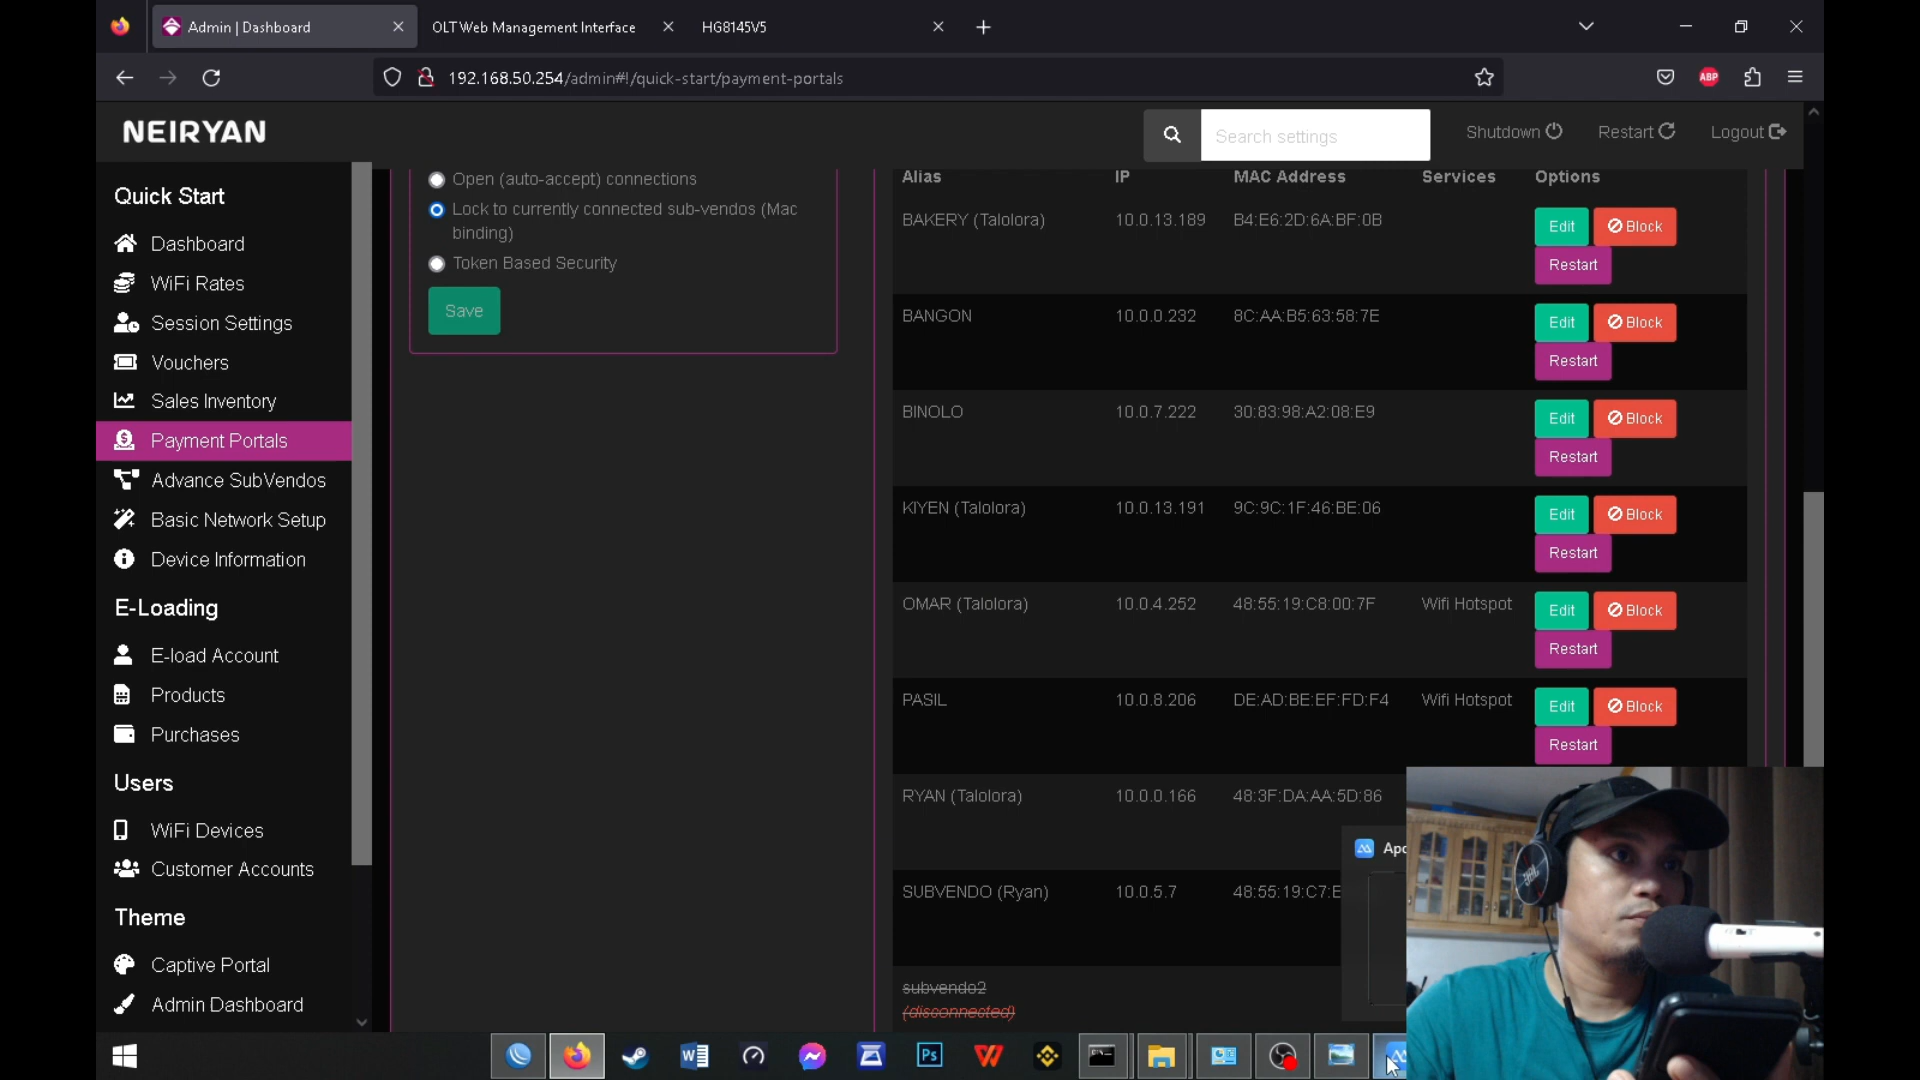 Admin | Dashboard
OLT Web Management Interface
HG8145V5
192.168.50.254/admin#!/quick-start/payment-portals
ABP
NEIRYAN
Search settings
Shutdown
Restart
Logout
Quick Start
Dashboard
WiFi Rates
Session Settings
Vouchers
Sales Inventory
Payment Portals
Advance SubVendos
Basic Network Setup
Device Information
E-Loading
E-load Account
Products
Purchases
Users
WiFi Devices
Customer Accounts
Theme
Captive Portal
Admin Dashboard
Open (auto-accept) connections
Lock to currently connected sub-vendos (Mac
binding)
Token Based Security
Save
Alias IP MAC Address Services Options
BAKERY (Talolora) 10.0.13.189 B4:E6:2D:6A:BF:0B Edit Block
Restart
BANGON 10.0.0.232 8C:AA:B5:63:58:7E Edit Block
Restart
BINOLO 10.0.7.222 30:83:98:A2:08:E9 Edit Block
Restart
KIYEN (Talolora) 10.0.13.191 9C:9C:1F:46:BE:06 Edit Block
Restart
OMAR (Talolora) 10.0.4.252 48:55:19:C8:00:7F Wifi Hotspot Edit Block
Restart
PASIL 10.0.8.206 DE:AD:BE:EF:FD:F4 Wifi Hotspot Edit Block
Restart
RYAN (Talolora) 10.0.0.166 48:3F:DA:AA:5D:86
SUBVENDO (Ryan) 10.0.5.7 48:55:19:C7:E
subvendo2
(disconnected)
Ps
JBL